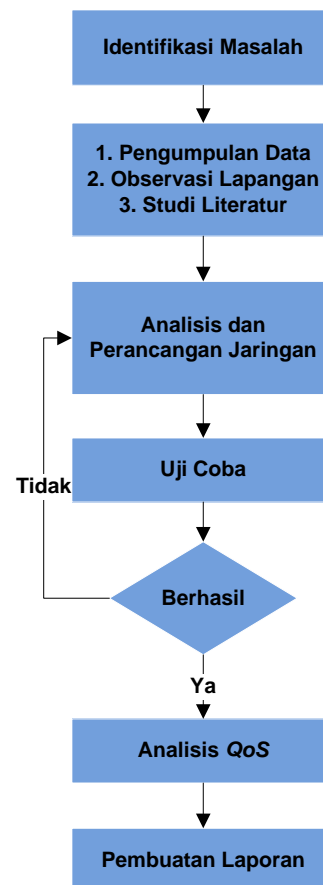 Identifikasi Masalah
1. Pengumpulan Data
2. Observasi Lapangan
3. Studi Literatur
Analisis dan
Perancangan Jaringan
Uji Coba
Tidak
Berhasil
Ya
Analisis QoS
Pembuatan Laporan